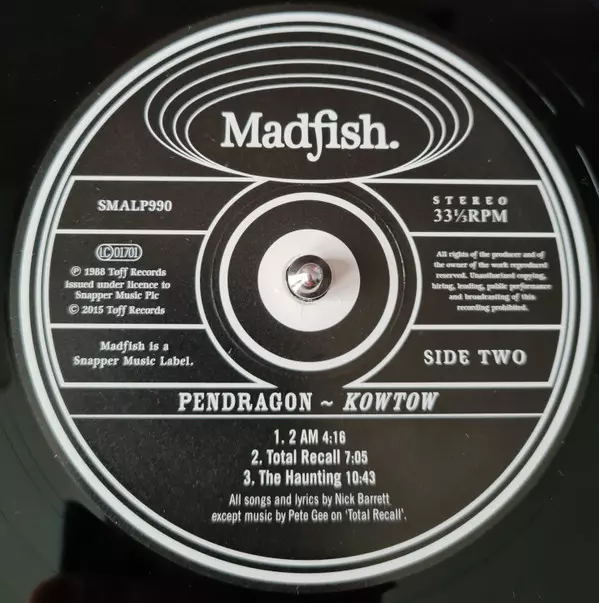 Madfish.
SMALP990
STEREO
33⅓RPM
LC 01701
℗ 1988 Toff Records
issued under licence to
Snapper Music Plc
© 2015 Toff Records
All rights of the producer and of
the owner of the work reproduced
reserved. Unauthorized copying,
hiring, lending, public performance
and broadcasting of this
recording prohibited.
Madfish is a
Snapper Music Label.
SIDE TWO
PENDRAGON ~ KOWTOW
1. 2 AM 4:16
2. Total Recall 7:05
3. The Haunting 10:43
All songs and lyrics by Nick Barrett
except music by Pete Gee on 'Total Recall'.